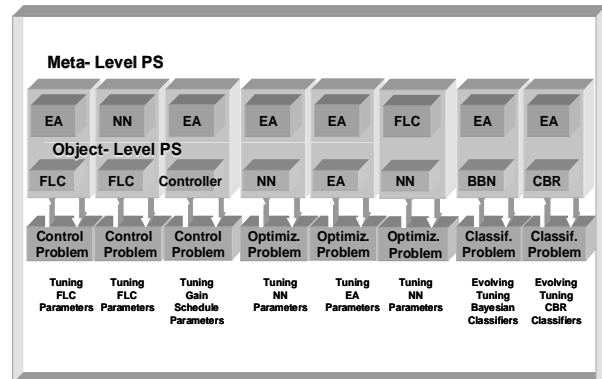 Meta- Level PS
EA NN EA EA EA FLC EA EA
Object- Level PS
FLC FLC Controller NN EA NN BBN CBR
Control Control Control Optimiz. Optimiz. Optimiz. Classif. Classif.
Problem Problem Problem Problem Problem Problem Problem Problem
Tuning Tuning Tuning Tuning Tuning Tuning Evolving Evolving
FLC FLC Gain NN EA NN Tuning Tuning
Parameters Parameters Schedule Parameters Parameters Parameters Bayesian CBR
Parameters Classifiers Classifiers